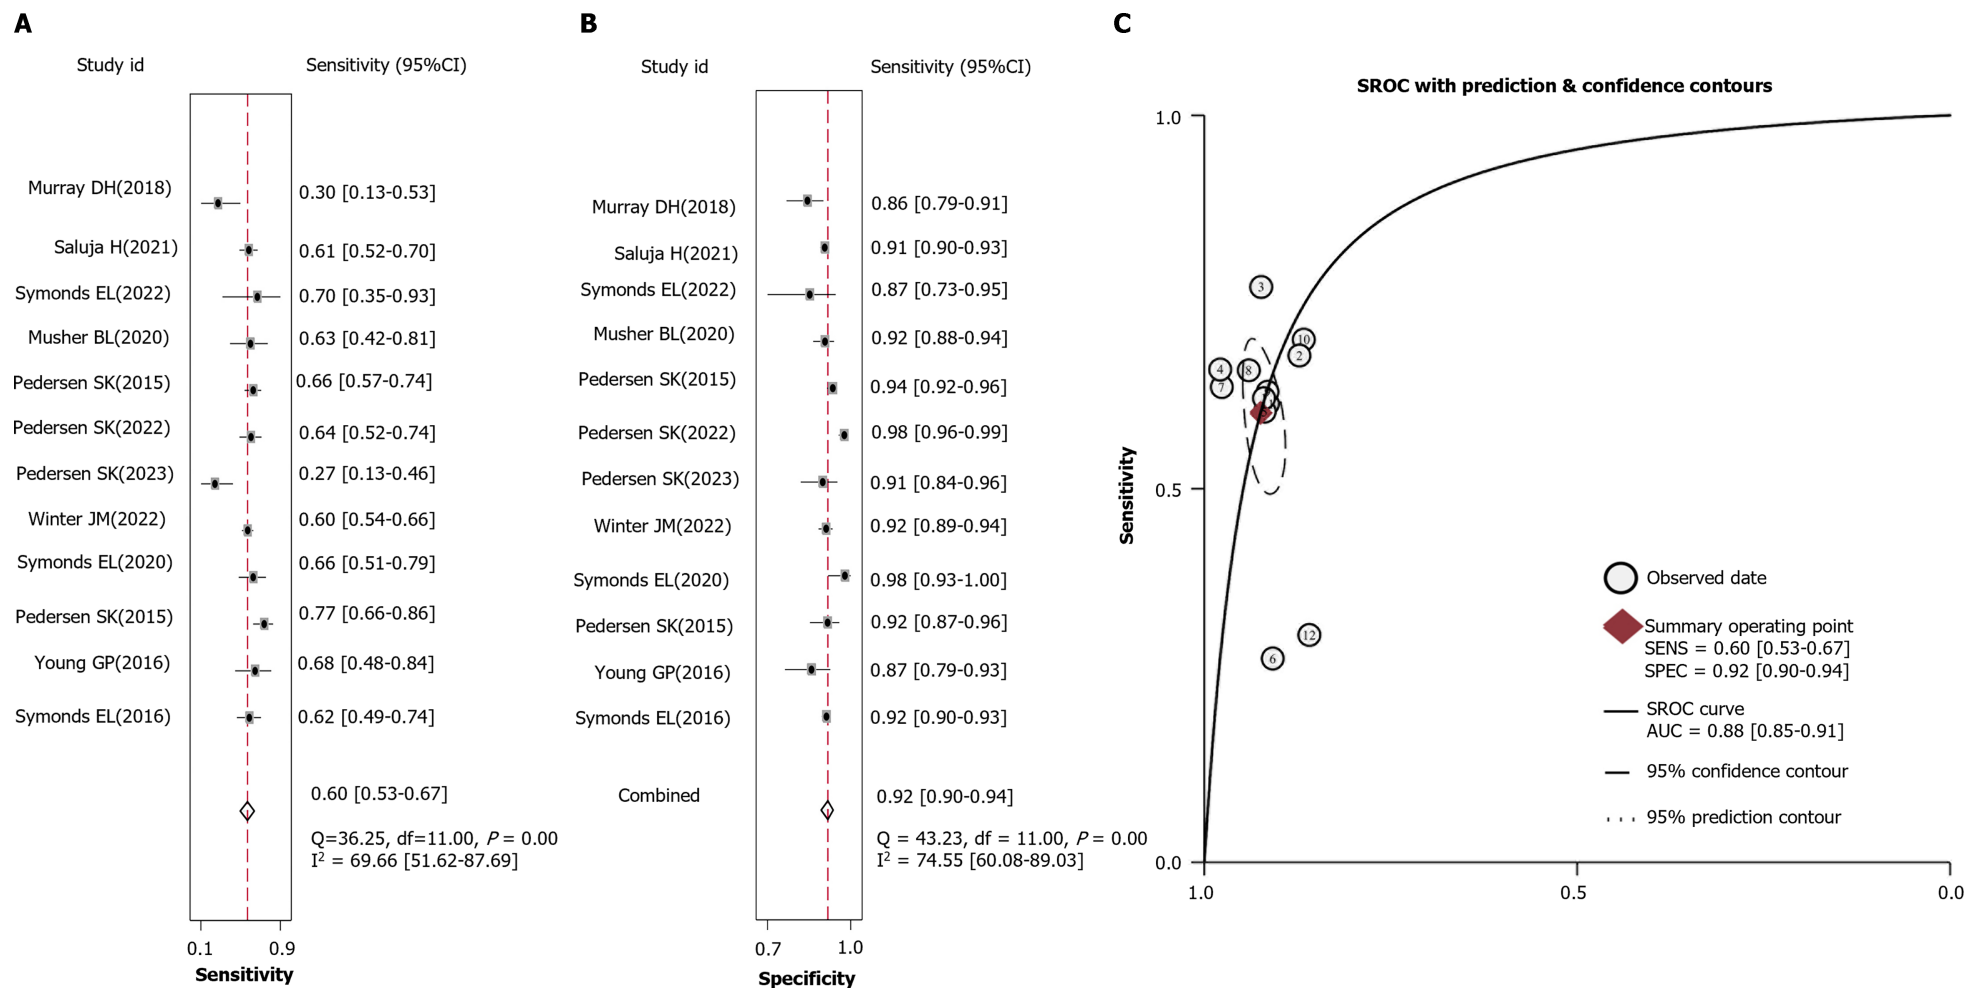 A
Study id
Sensitivity (95%CI)
Murray DH(2018)
0.30 [0.13-0.53]
Saluja H(2021)
0.61 [0.52-0.70]
Symonds EL(2022)
0.70 [0.35-0.93]
Musher BL(2020)
0.63 [0.42-0.81]
Pedersen SK(2015)
0.66 [0.57-0.74]
Pedersen SK(2022)
0.64 [0.52-0.74]
Pedersen SK(2023)
0.27 [0.13-0.46]
Winter JM(2022)
0.60 [0.54-0.66]
Symonds EL(2020)
0.66 [0.51-0.79]
Pedersen SK(2015)
0.77 [0.66-0.86]
Young GP(2016)
0.68 [0.48-0.84]
Symonds EL(2016)
0.62 [0.49-0.74]
0.60 [0.53-0.67]
Q=36.25, df=11.00, P = 0.00
I² = 69.66 [51.62-87.69]
0.1
0.9
Sensitivity
B
Study id
Sensitivity (95%CI)
Murray DH(2018)
0.86 [0.79-0.91]
Saluja H(2021)
0.91 [0.90-0.93]
Symonds EL(2022)
0.87 [0.73-0.95]
Musher BL(2020)
0.92 [0.88-0.94]
Pedersen SK(2015)
0.94 [0.92-0.96]
Pedersen SK(2022)
0.98 [0.96-0.99]
Pedersen SK(2023)
0.91 [0.84-0.96]
Winter JM(2022)
0.92 [0.89-0.94]
Symonds EL(2020)
0.98 [0.93-1.00]
Pedersen SK(2015)
0.92 [0.87-0.96]
Young GP(2016)
0.87 [0.79-0.93]
Symonds EL(2016)
0.92 [0.90-0.93]
Combined
0.92 [0.90-0.94]
Q = 43.23, df = 11.00, P = 0.00
I² = 74.55 [60.08-89.03]
0.7
1.0
Specificity
C
SROC with prediction & confidence contours
1.0
0.5
0.0
Sensitivity
3
10
2
4
8
7
12
6
Observed date
Summary operating point
SENS = 0.60 [0.53-0.67]
SPEC = 0.92 [0.90-0.94]
SROC curve
AUC = 0.88 [0.85-0.91]
95% confidence contour
95% prediction contour
1.0
0.5
0.0